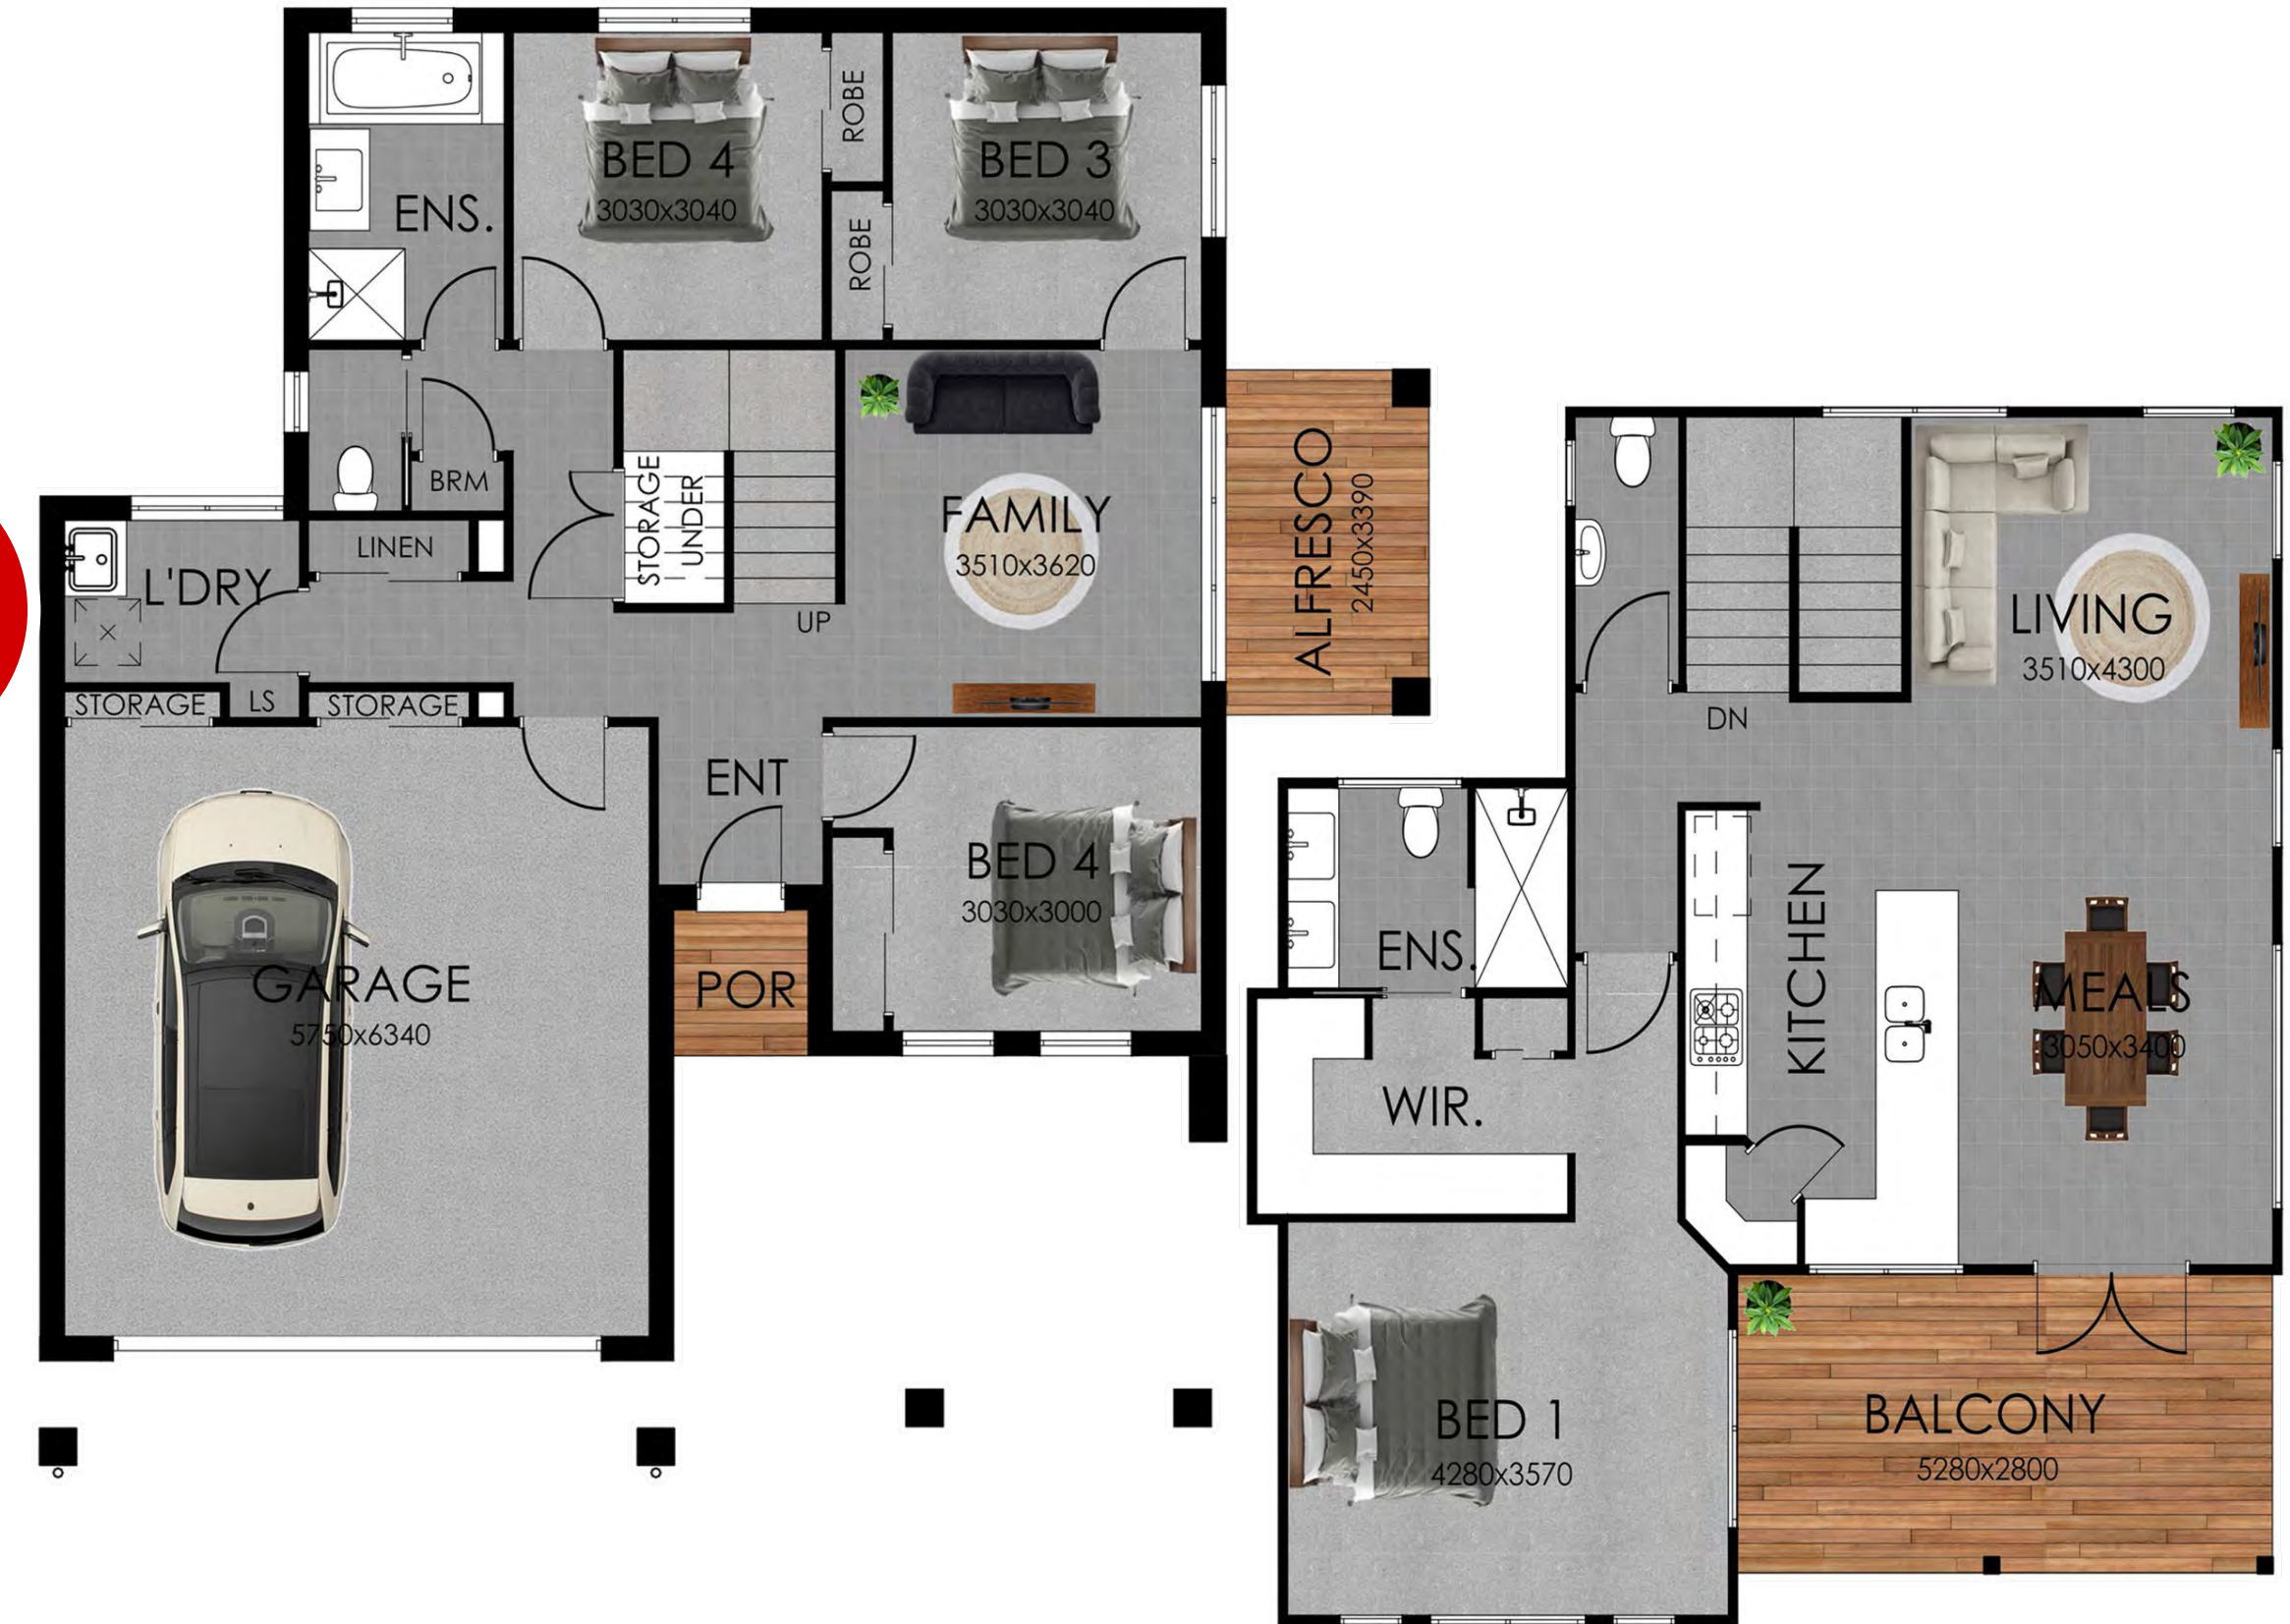 BED 4
3030x3040
ROBE
ROBE
BED 3
3030x3040
ENS.
BRM
LINEN
L'DRY
STORAGE
LS
STORAGE
STORAGE
UNDER
UP
FAMILY
3510x3620
ALFRESCO
2450x3390
ENT
BED 4
3030x3000
POR
GARAGE
5750x6340
LIVING
3510x4300
DN
ENS.
KITCHEN
MEALS
3050x3400
WIR.
BED 1
4280x3570
BALCONY
5280x2800